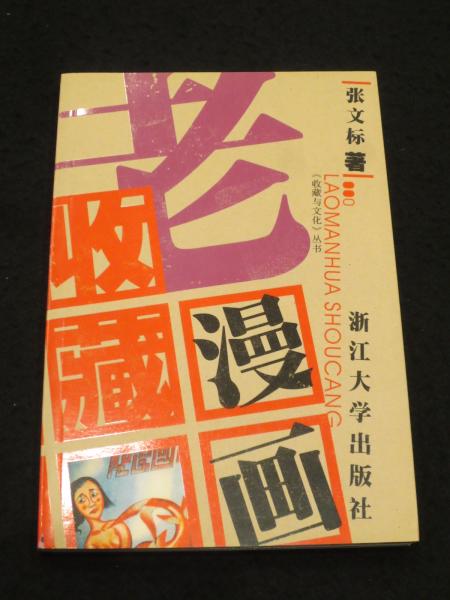 老
漫
画
收
藏
张文标 著
《收藏与文化》丛书
LAOMANHUA SHOUCANG
浙江大学出版社